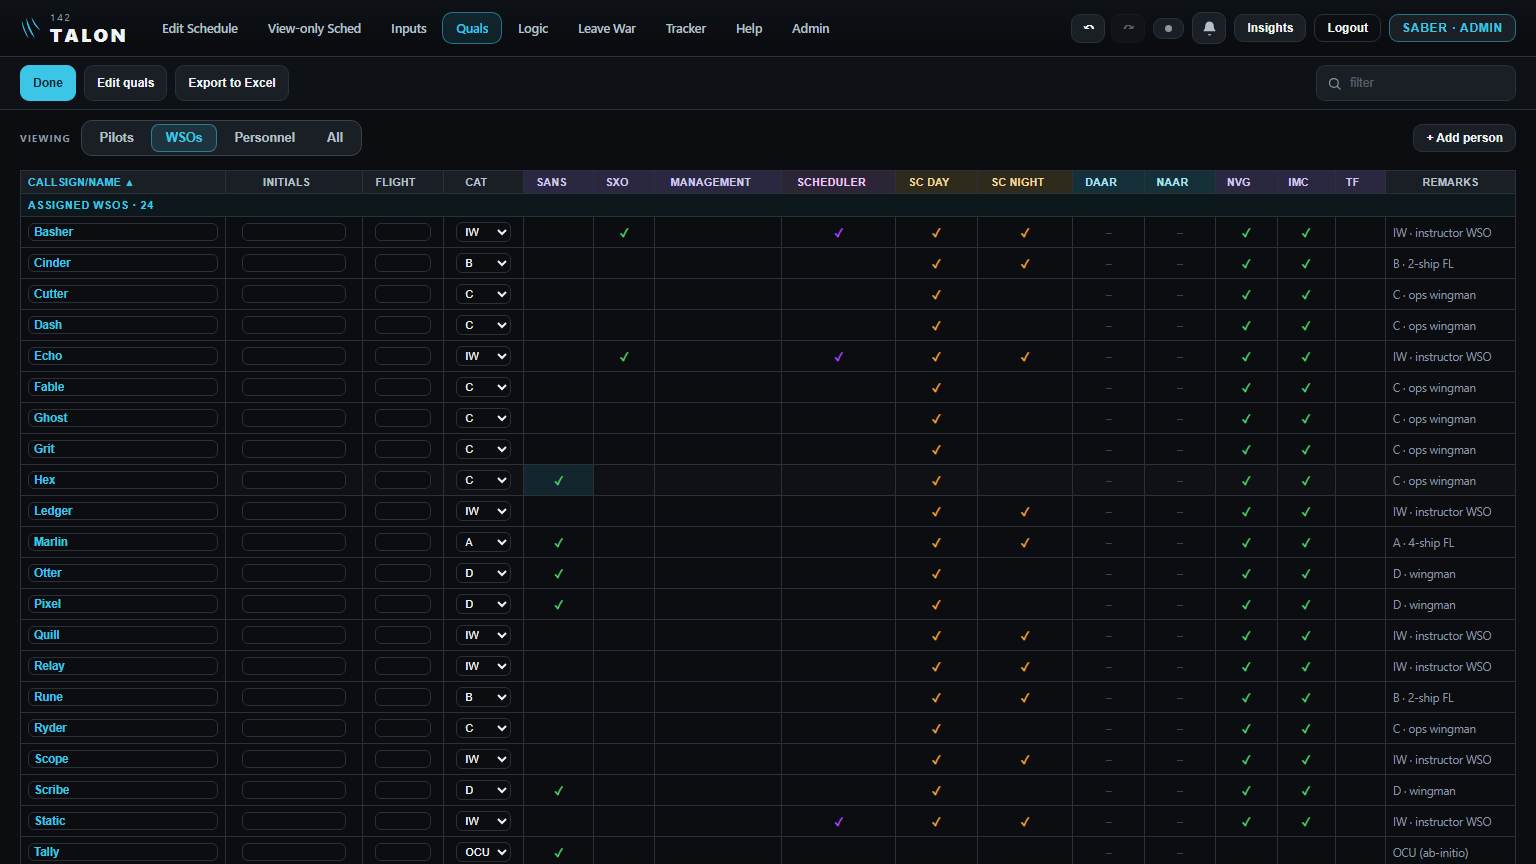 142
TALON
Edit Schedule
View-only Sched
Inputs
Quals
Logic
Leave War
Tracker
Help
Admin
Insights
Logout
SABER · ADMIN
Done
Edit quals
Export to Excel
filter
VIEWING
Pilots
WSOs
Personnel
All
+ Add person
CALLSIGN/NAME ▲ INITIALS FLIGHT CAT SANS SXO MANAGEMENT SCHEDULER SC DAY SC NIGHT DAAR NAAR NVG IMC TF REMARKS
ASSIGNED WSOS · 24
Basher IW ✓ ✓ ✓ ✓ – – ✓ ✓ IW · instructor WSO
Cinder B ✓ ✓ – – ✓ ✓ B · 2-ship FL
Cutter C ✓ – – ✓ ✓ C · ops wingman
Dash C ✓ – – ✓ ✓ C · ops wingman
Echo IW ✓ ✓ ✓ ✓ – – ✓ ✓ IW · instructor WSO
Fable C ✓ – – ✓ ✓ C · ops wingman
Ghost C ✓ – – ✓ ✓ C · ops wingman
Grit C ✓ – – ✓ ✓ C · ops wingman
Hex C ✓ ✓ – – ✓ ✓ C · ops wingman
Ledger IW ✓ ✓ – – ✓ ✓ IW · instructor WSO
Marlin A ✓ ✓ ✓ – – ✓ ✓ A · 4-ship FL
Otter D ✓ ✓ – – ✓ ✓ D · wingman
Pixel D ✓ ✓ – – ✓ ✓ D · wingman
Quill IW ✓ ✓ – – ✓ ✓ IW · instructor WSO
Relay IW ✓ ✓ – – ✓ ✓ IW · instructor WSO
Rune B ✓ ✓ – – ✓ ✓ B · 2-ship FL
Ryder C ✓ – – ✓ ✓ C · ops wingman
Scope IW ✓ ✓ – – ✓ ✓ IW · instructor WSO
Scribe D ✓ ✓ – – ✓ ✓ D · wingman
Static IW ✓ ✓ ✓ – – ✓ ✓ IW · instructor WSO
Tally OCU ✓ – – OCU (ab-initio)